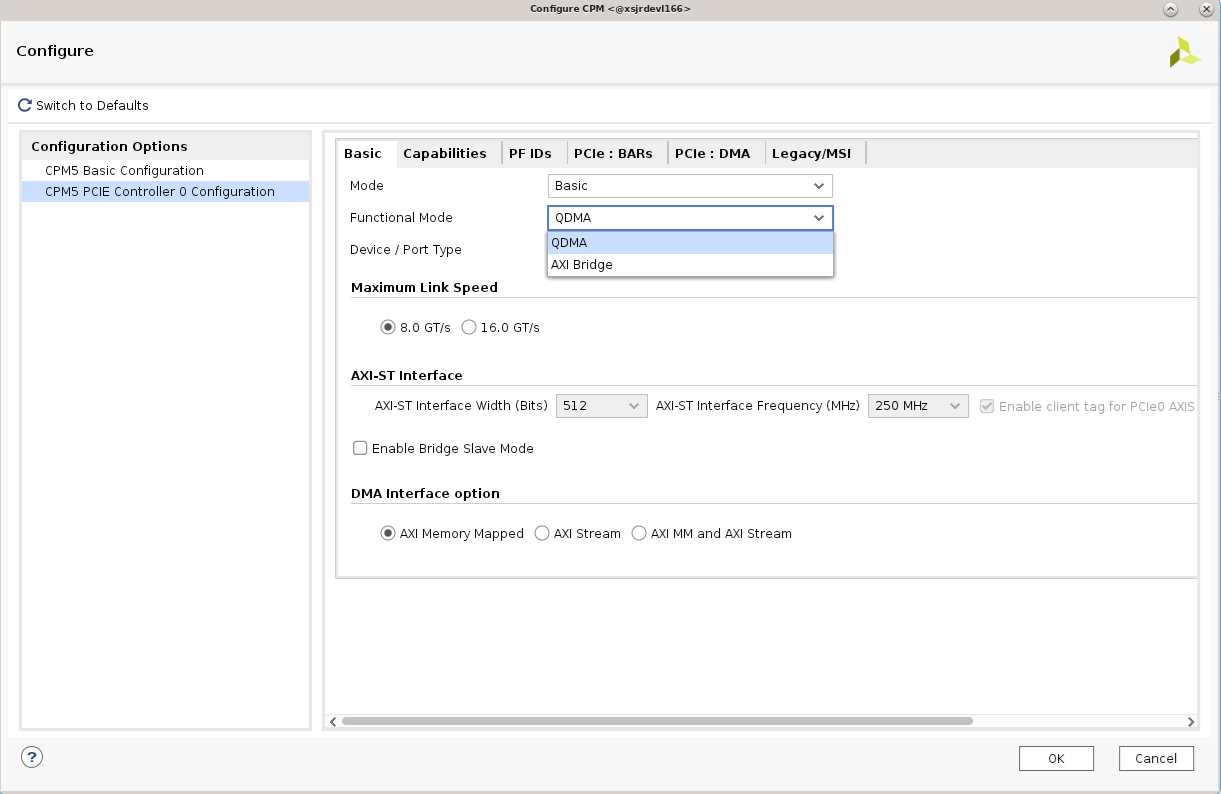 Configure CPM <@xsjrdevl166>
Configure
Switch to Defaults
Configuration Options
CPM5 Basic Configuration
CPM5 PCIE Controller 0 Configuration
Basic Capabilities PF IDs PCIe : BARs PCIe : DMA Legacy/MSI
Mode Basic
Functional Mode QDMA
QDMA
Device / Port Type
AXI Bridge
Maximum Link Speed
8.0 GT/s 16.0 GT/s
AXI-ST Interface
AXI-ST Interface Width (Bits) 512 AXI-ST Interface Frequency (MHz) 250 MHz Enable client tag for PCIe0 AXIS
Enable Bridge Slave Mode
DMA Interface option
AXI Memory Mapped AXI Stream AXI MM and AXI Stream
? OK Cancel